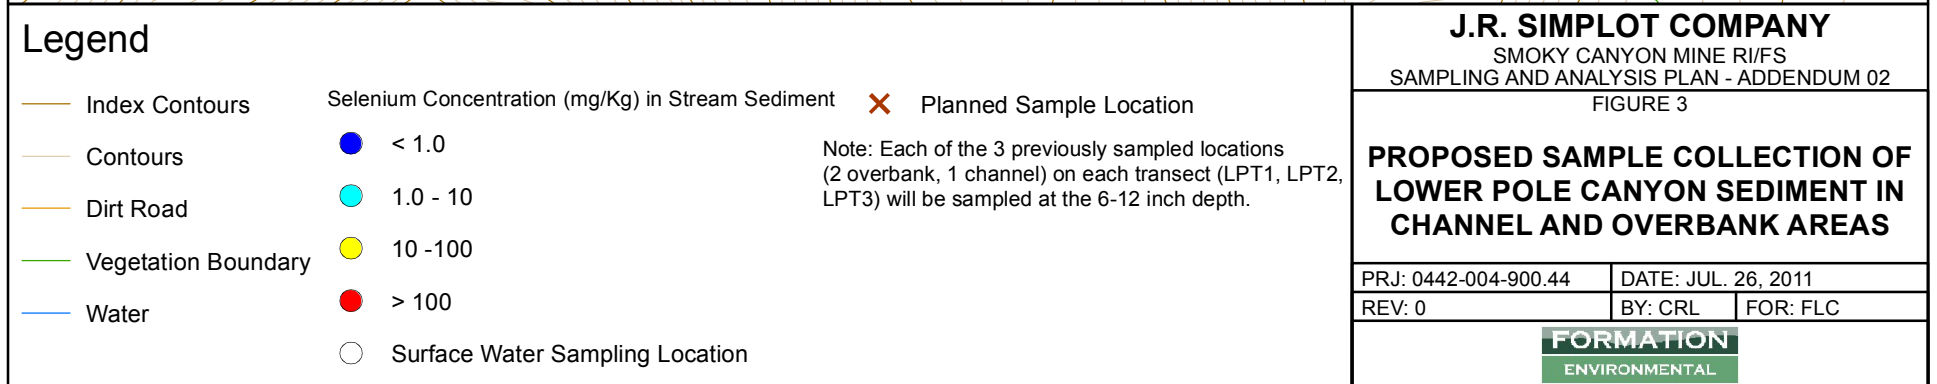 Legend
Index Contours
Contours
Dirt Road
Vegetation Boundary
Water
Selenium Concentration (mg/Kg) in Stream Sediment
< 1.0
1.0 - 10
10 -100
> 100
Surface Water Sampling Location
Planned Sample Location
Note: Each of the 3 previously sampled locations
(2 overbank, 1 channel) on each transect (LPT1, LPT2,
LPT3) will be sampled at the 6-12 inch depth.
J.R. SIMPLOT COMPANY
SMOKY CANYON MINE RI/FS
SAMPLING AND ANALYSIS PLAN - ADDENDUM 02
FIGURE 3
PROPOSED SAMPLE COLLECTION OF
LOWER POLE CANYON SEDIMENT IN
CHANNEL AND OVERBANK AREAS
PRJ: 0442-004-900.44
DATE: JUL. 26, 2011
REV: 0
BY: CRL
FOR: FLC
FORMATION
ENVIRONMENTAL